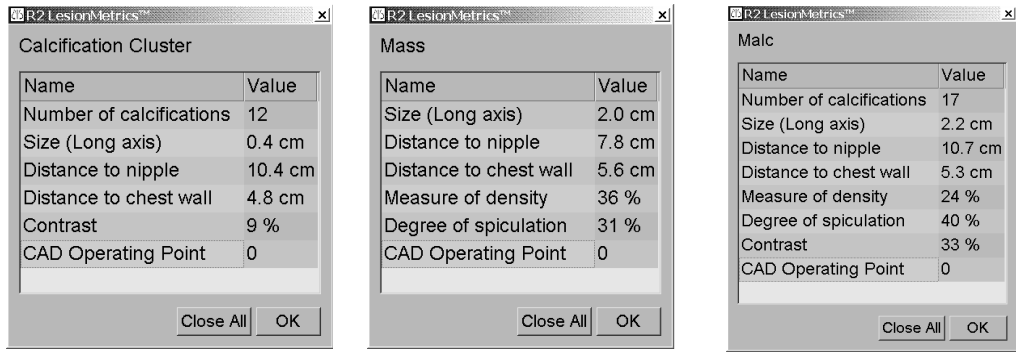 R2 LesionMetrics™
Calcification Cluster
Name Value
Number of calcifications 12
Size (Long axis) 0.4 cm
Distance to nipple 10.4 cm
Distance to chest wall 4.8 cm
Contrast 9 %
CAD Operating Point 0
Close All OK
R2 LesionMetrics™
Mass
Name Value
Size (Long axis) 2.0 cm
Distance to nipple 7.8 cm
Distance to chest wall 5.6 cm
Measure of density 36 %
Degree of spiculation 31 %
CAD Operating Point 0
Close All OK
R2 LesionMetrics™
Malc
Name Value
Number of calcifications 17
Size (Long axis) 2.2 cm
Distance to nipple 10.7 cm
Distance to chest wall 5.3 cm
Measure of density 24 %
Degree of spiculation 40 %
Contrast 33 %
CAD Operating Point 0
Close All OK